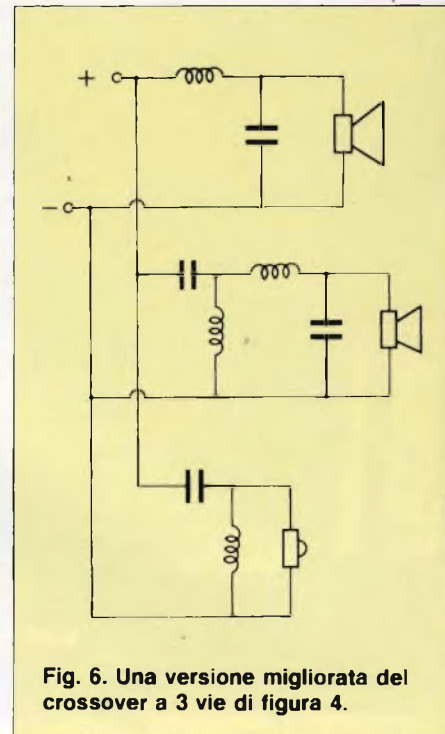 +
−
Fig. 6. Una versione migliorata del
crossover a 3 vie di figura 4.